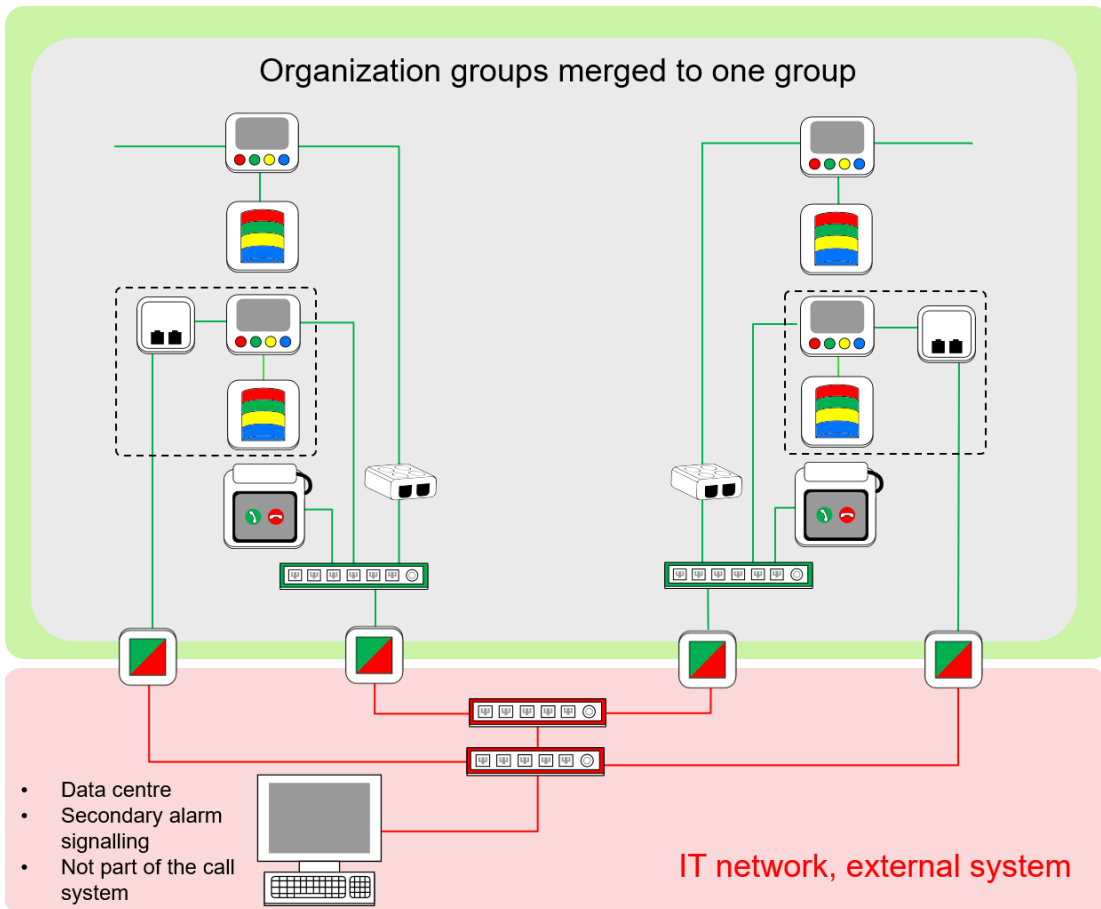 Organization groups merged to one group
• Data centre
• Secondary alarm
signalling
• Not part of the call
system
IT network, external system